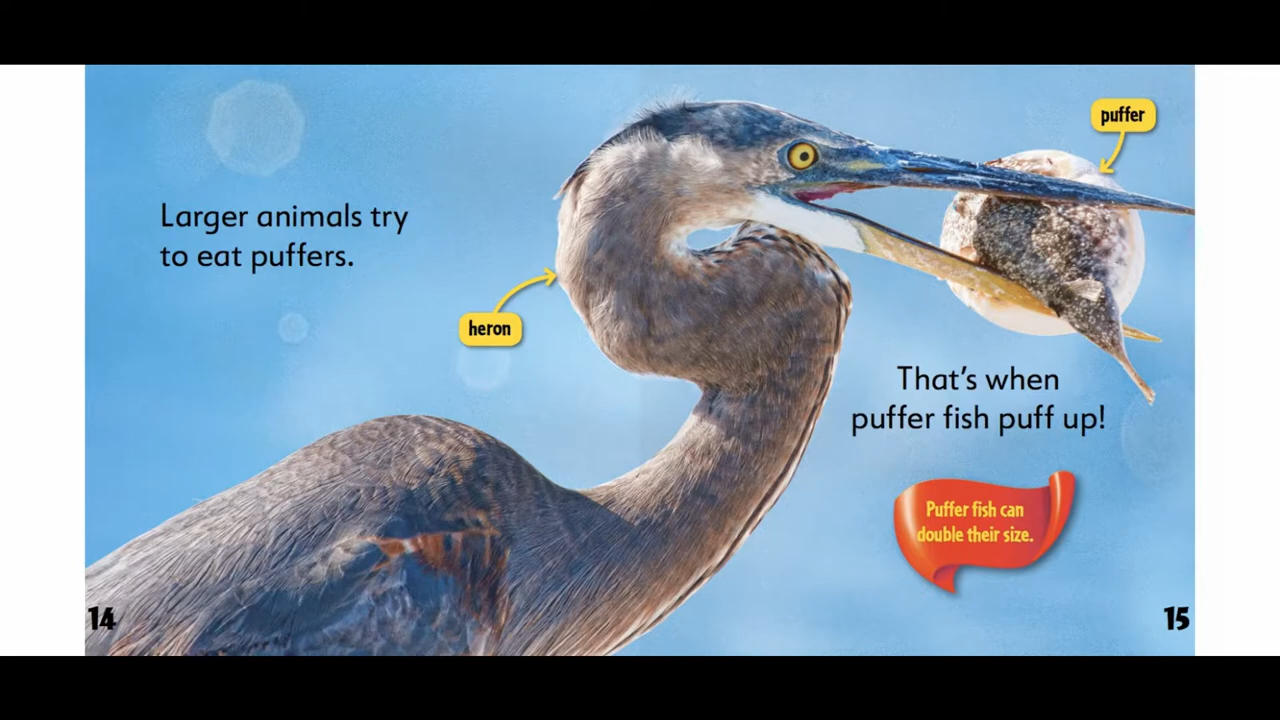 Larger animals try
to eat puffers.
heron
puffer
That's when
puffer fish puff up!
Puffer fish can
double their size.
14
15